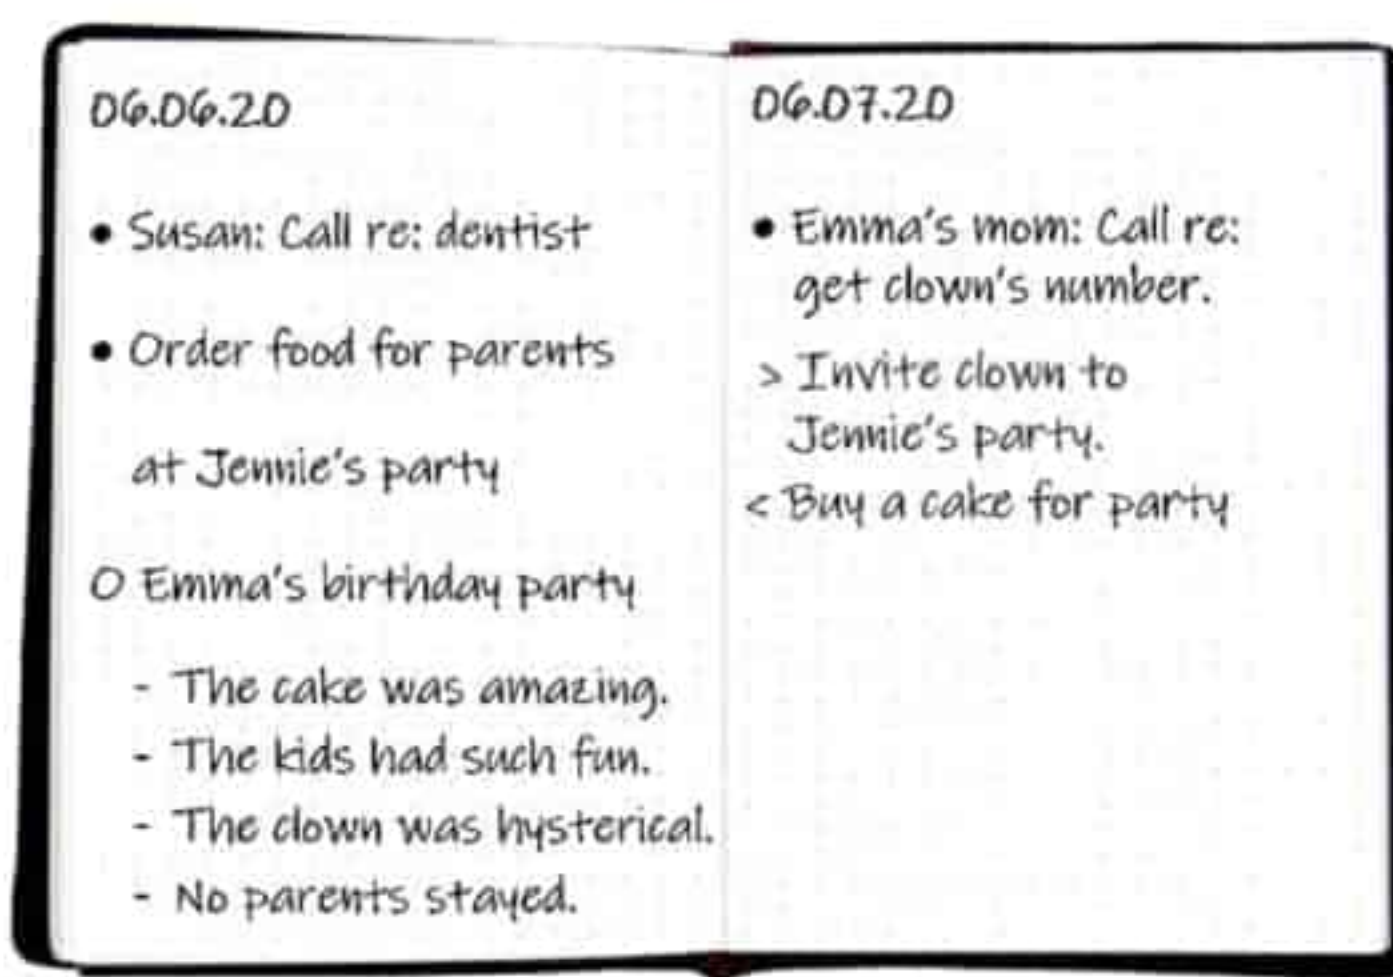 06.06.20
• Susan: Call re: dentist
• Order food for parents
at Jennie's party
O Emma's birthday party
- The cake was amazing.
- The kids had such fun.
- The clown was hysterical.
- No parents stayed.
06.07.20
• Emma's mom: Call re:
get clown's number.
> Invite clown to
Jennie's party.
< Buy a cake for party